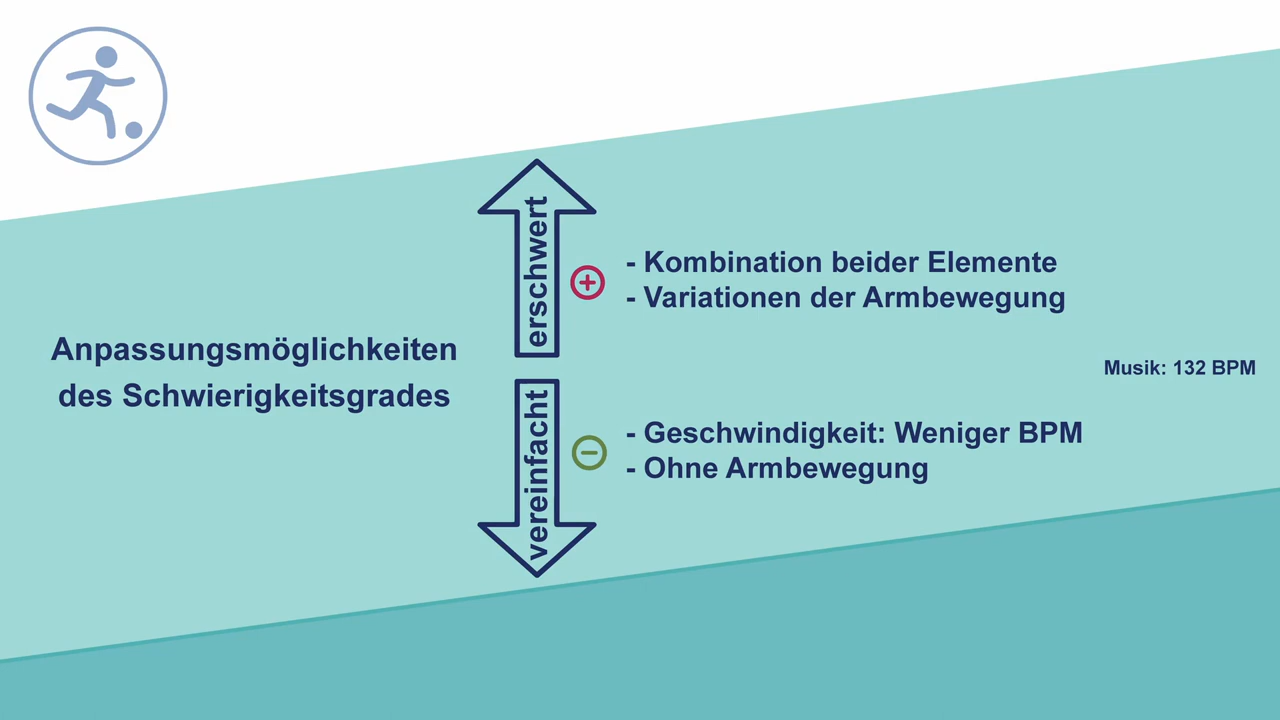 Anpassungsmöglichkeiten
des Schwierigkeitsgrades
erschwert
- Kombination beider Elemente
- Variationen der Armbewegung
Musik: 132 BPM
vereinfacht
- Geschwindigkeit: Weniger BPM
- Ohne Armbewegung